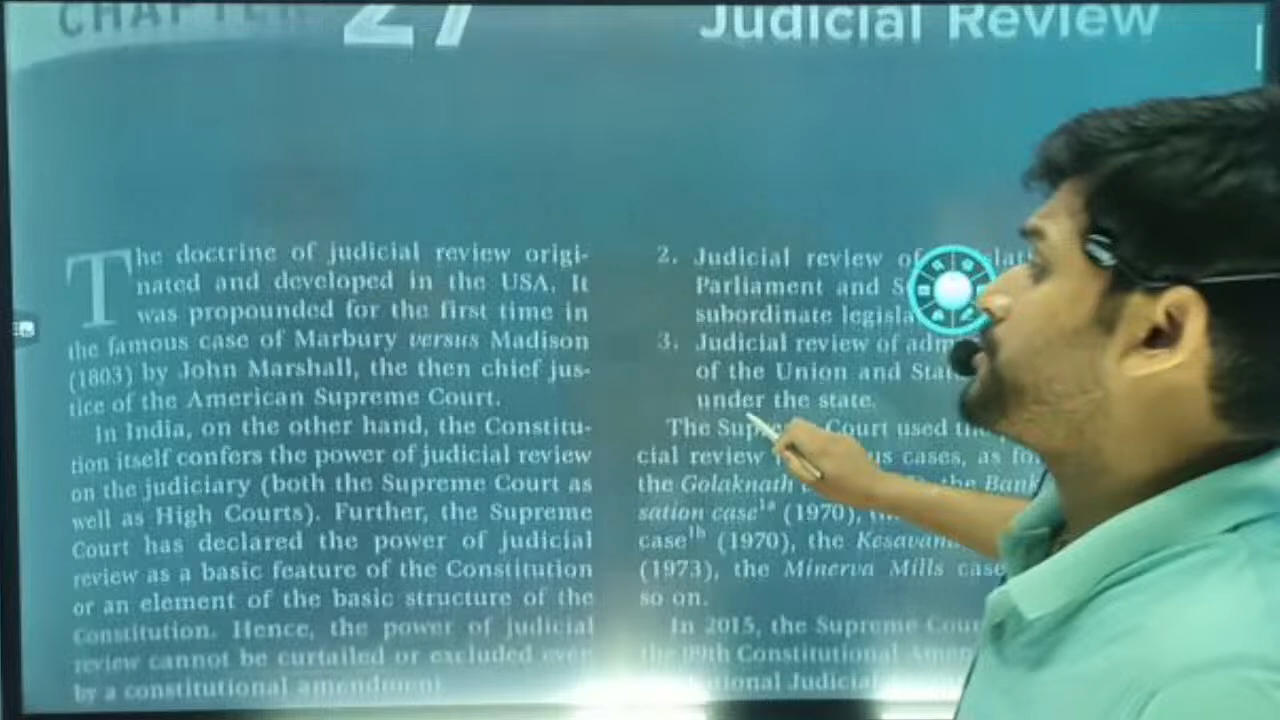 CHAPTER 27
Judicial Review
The doctrine of judicial review origi-
nated and developed in the USA. It
was propounded for the first time in
the famous case of Marbury versus Madison
(1803) by John Marshall, the then chief jus-
tice of the American Supreme Court.
In India, on the other hand, the Constitu-
tion itself confers the power of judicial review
on the judiciary (both the Supreme Court as
well as High Courts). Further, the Supreme
Court has declared the power of judicial
review as a basic feature of the Constitution
or an element of the basic structure of the
Constitution. Hence, the power of judicial
review cannot be curtailed or excluded even
by a constitutional amendment
2. Judicial review of
Parliament and
subordinate
3. Judicial review of
of the Union and
under the state.
The Court used
cial review cases, as
the Golaknath the Bank
sation case1a (1970),
case1b (1970), the
(1973), the Minerva Mills case
so on.
In 2015, the Supreme
the 99th Constitutional
Judicial